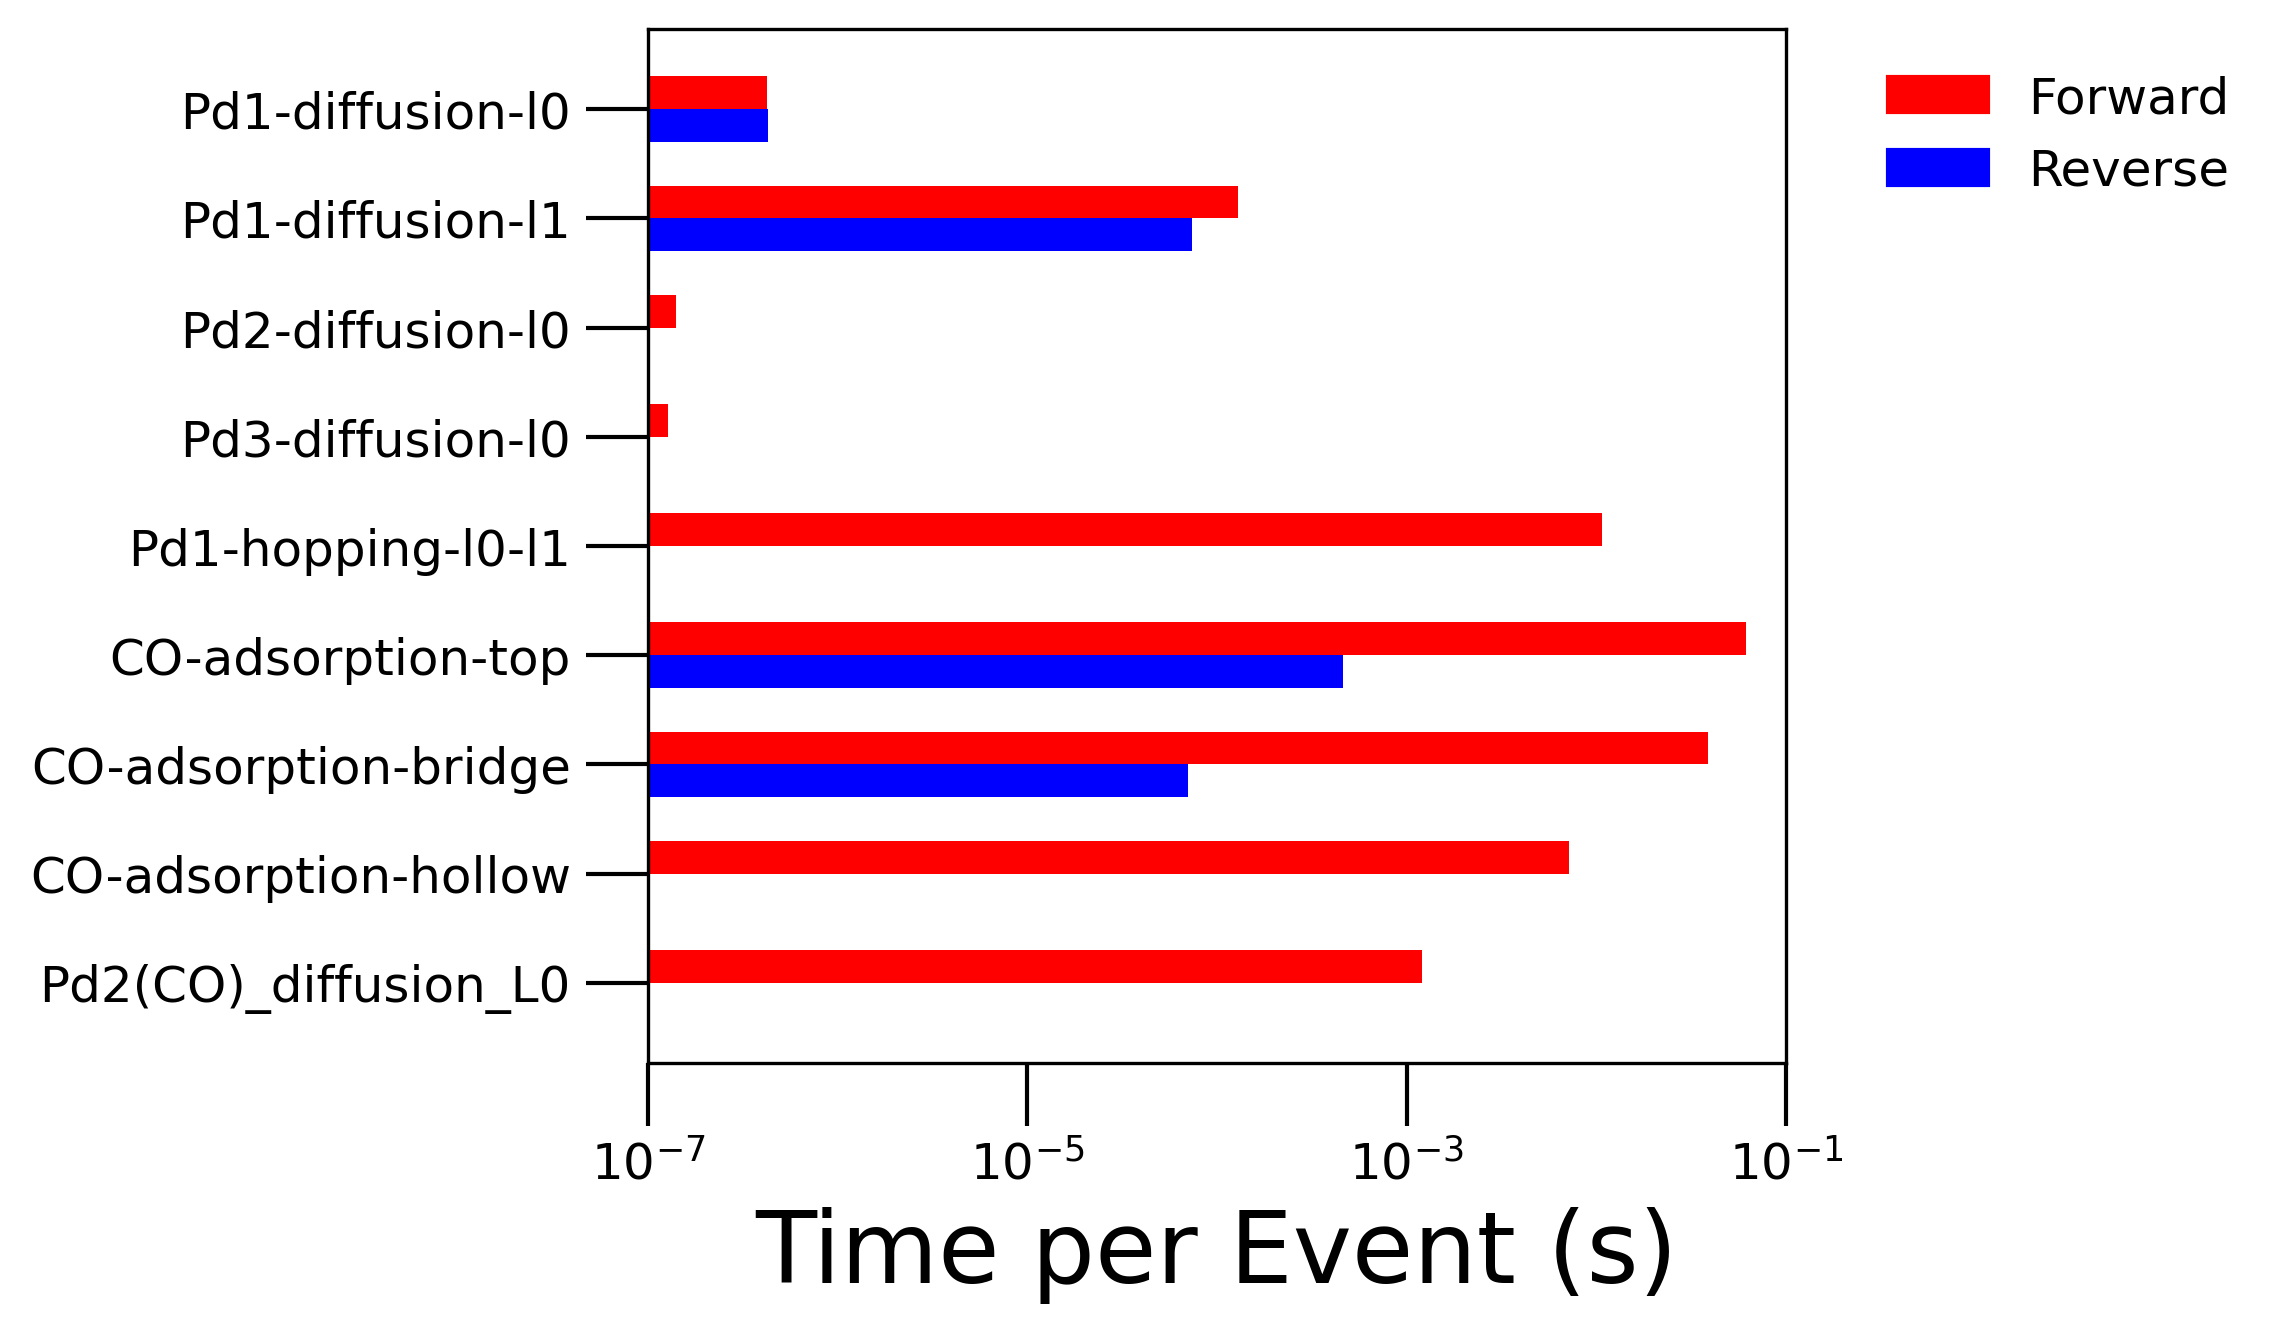 Pd1-diffusion-l0
Pd1-diffusion-l1
Pd2-diffusion-l0
Pd3-diffusion-l0
Pd1-hopping-l0-l1
CO-adsorption-top
CO-adsorption-bridge
CO-adsorption-hollow
Pd2(CO)_diffusion_L0
10⁻⁷ 10⁻⁵ 10⁻³ 10⁻¹
Time per Event (s)
Forward
Reverse